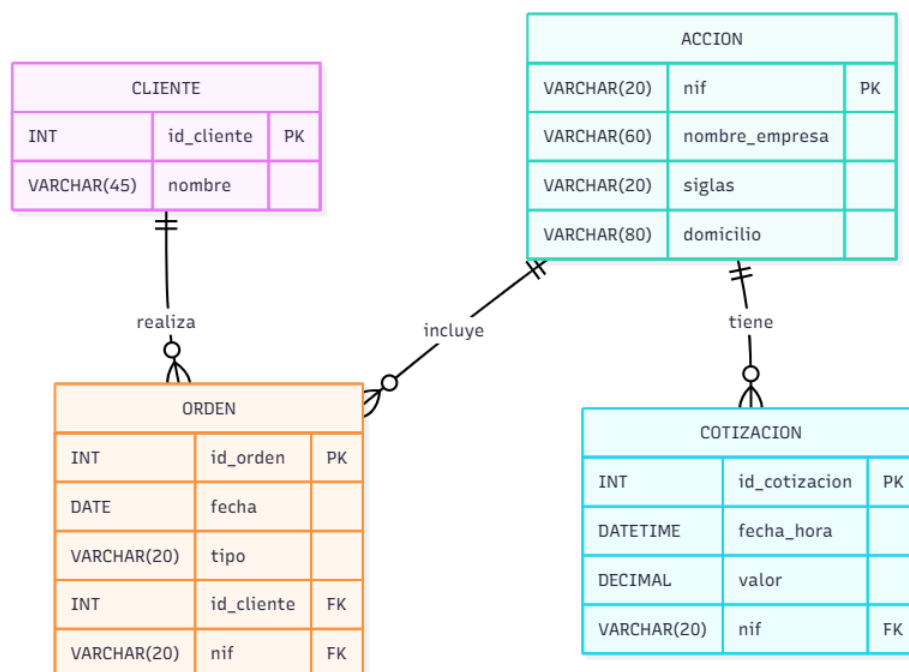 CLIENTE
INT id_cliente PK
VARCHAR(45) nombre
ACCION
VARCHAR(20) nif PK
VARCHAR(60) nombre_empresa
VARCHAR(20) siglas
VARCHAR(80) domicilio
realiza
incluye
tiene
ORDEN
INT id_orden PK
DATE fecha
VARCHAR(20) tipo
INT id_cliente FK
VARCHAR(20) nif FK
COTIZACION
INT id_cotizacion PK
DATETIME fecha_hora
DECIMAL valor
VARCHAR(20) nif FK